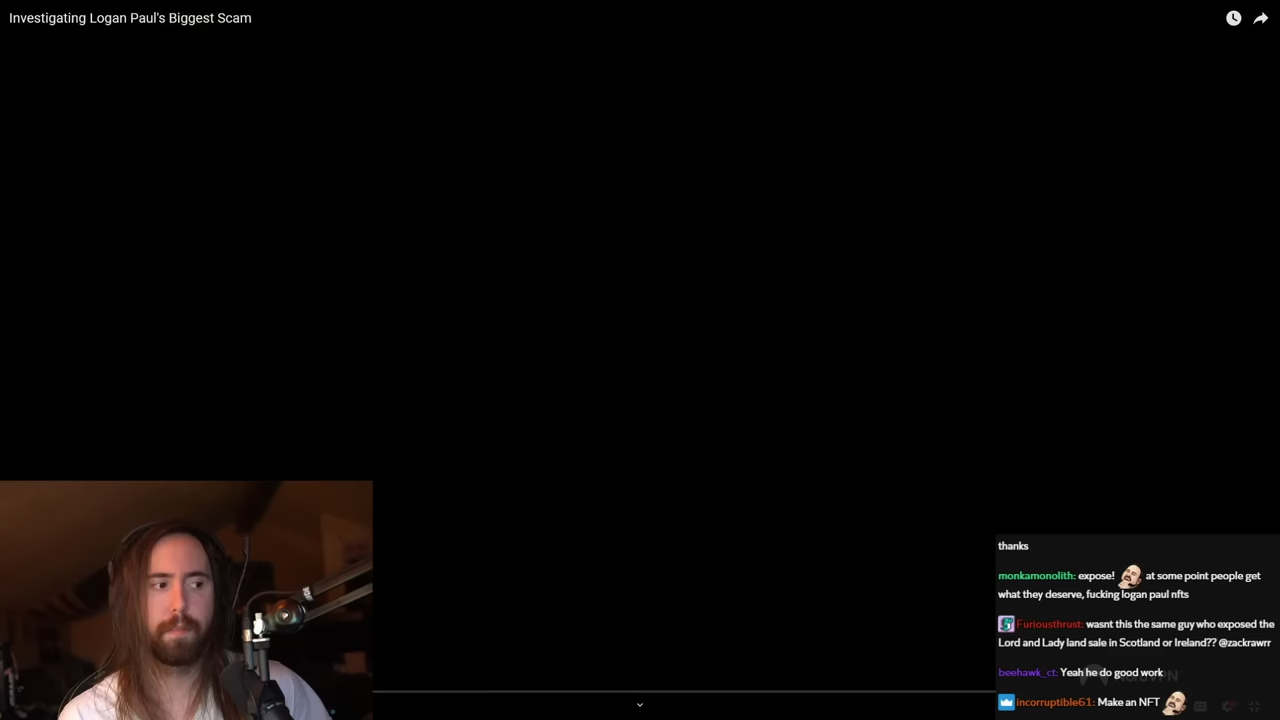 Investigating Logan Paul's Biggest Scam
thanks
monkamonolith: expose! at some point people get
what they deserve, fucking logan paul nfts
Furiousthrust: wasnt this the same guy who exposed the
Lord and Lady land sale in Scotland or Ireland?? @zackrawrr
beehawk_ct: Yeah he do good work
incorruptible61: Make an NFT